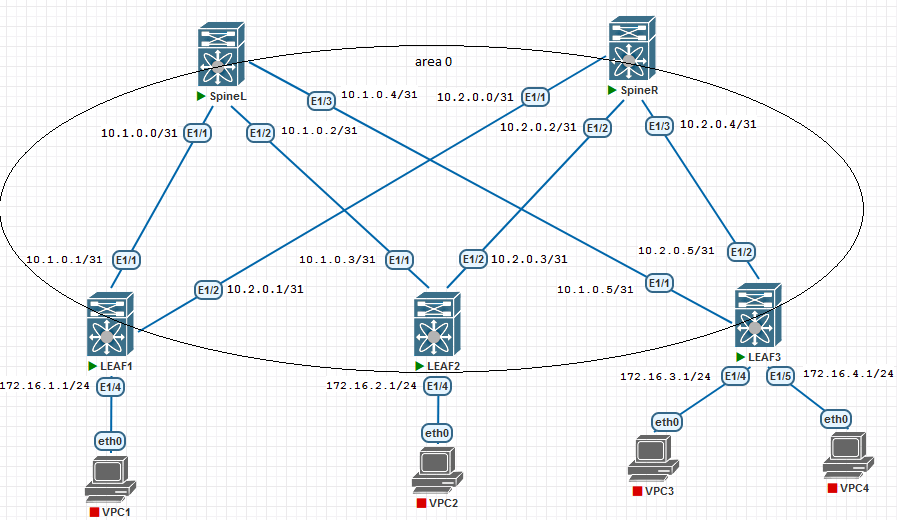 area 0
SpineL
SpineR
E1/3
10.1.0.4/31
10.2.0.0/31
E1/1
10.1.0.0/31
E1/1
E1/2
10.1.0.2/31
10.2.0.2/31
E1/2
E1/3
10.2.0.4/31
10.1.0.1/31
E1/1
10.1.0.3/31
E1/1
E1/2
10.2.0.3/31
10.2.0.5/31
E1/2
E1/2
10.2.0.1/31
10.1.0.5/31
E1/1
LEAF1
LEAF2
LEAF3
172.16.1.1/24
E1/4
172.16.2.1/24
E1/4
172.16.3.1/24
E1/4
E1/5
172.16.4.1/24
eth0
eth0
eth0
eth0
VPC1
VPC2
VPC3
VPC4